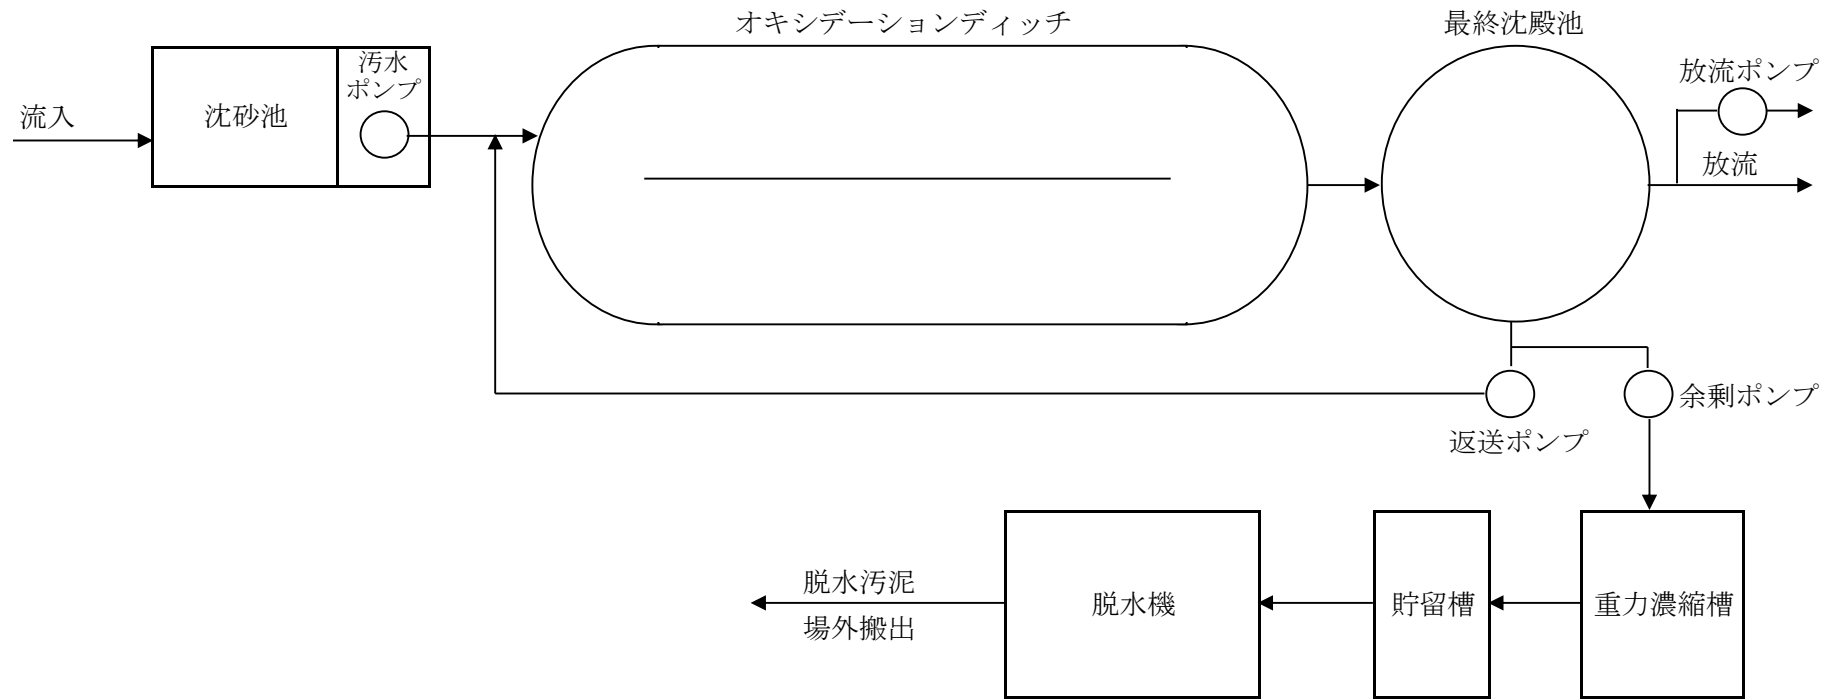 オキシデーションディッチ
最終沈殿池
汚水
ポンプ
放流ポンプ
流入
沈砂池
放流
余剰ポンプ
返送ポンプ
脱水汚泥
場外搬出
脱水機
貯留槽
重力濃縮槽